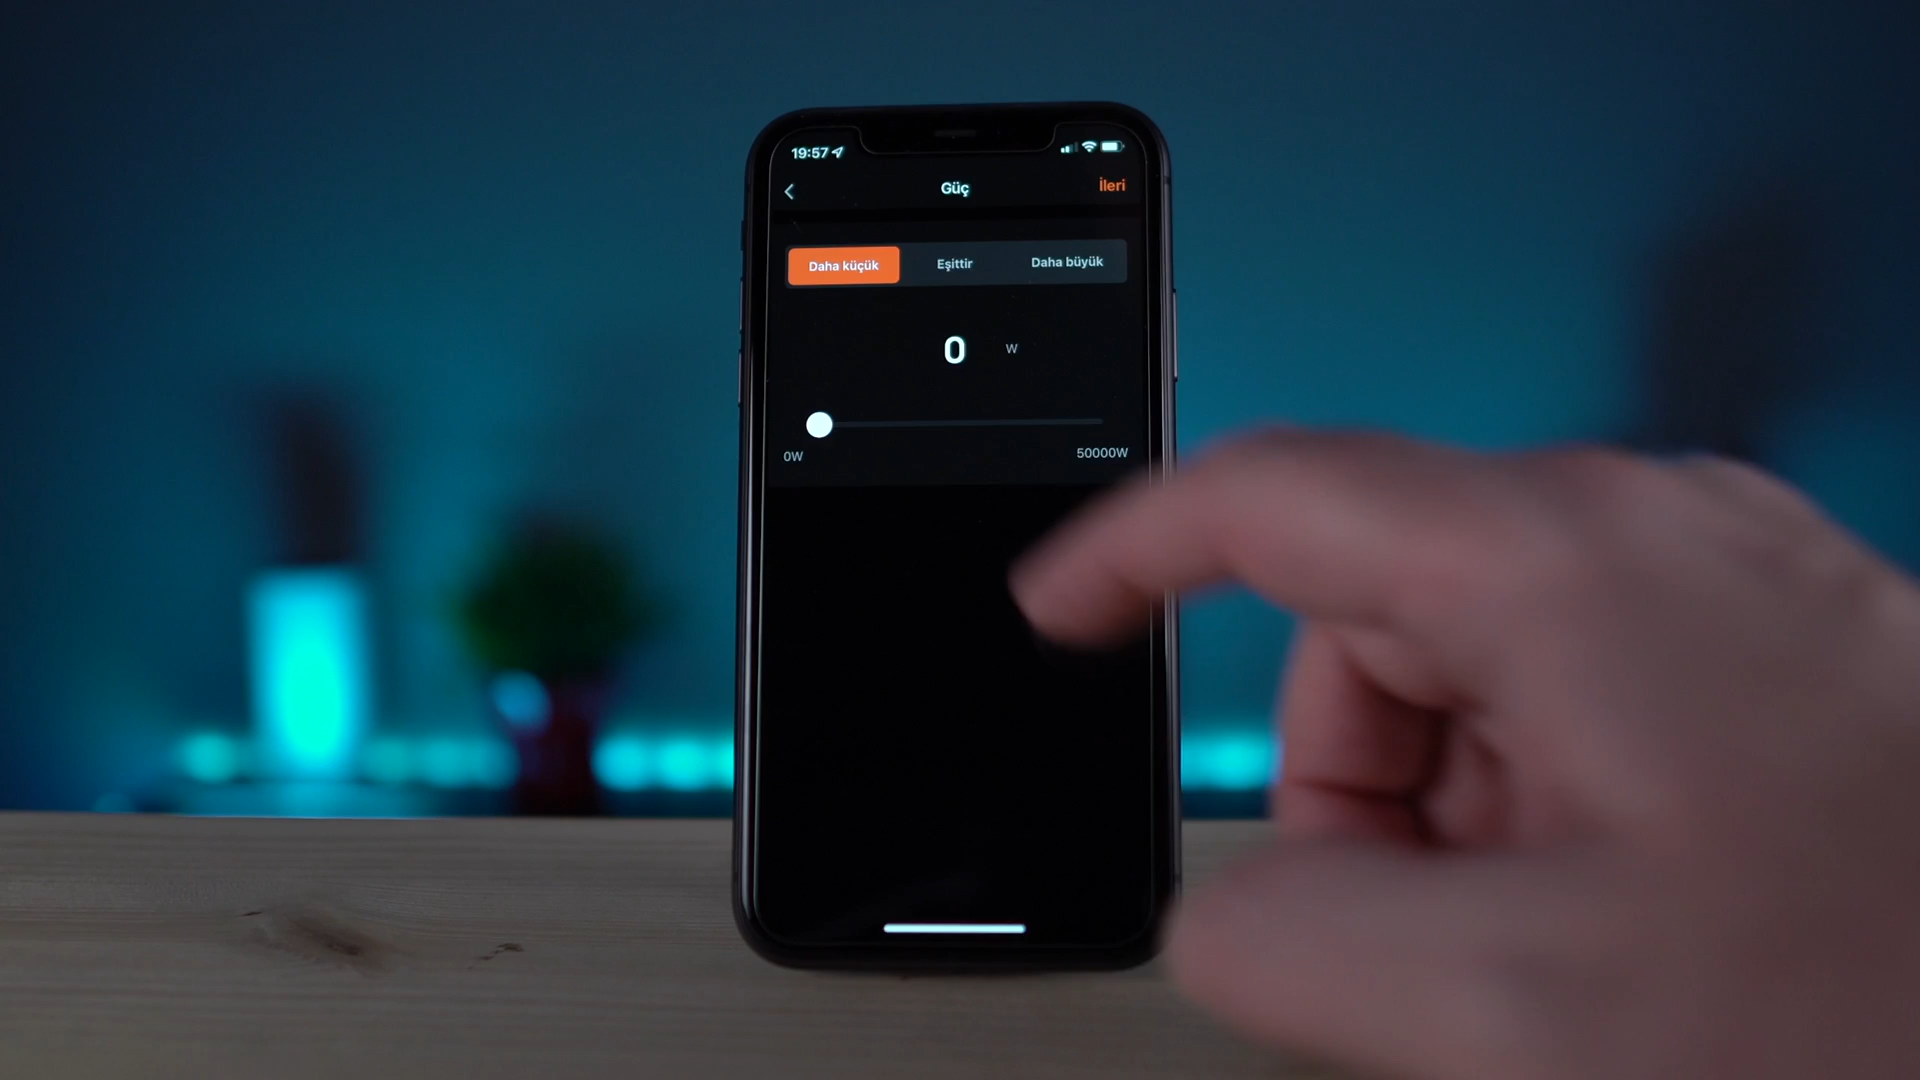 19:57
Güç
İleri
Daha küçük
Eşittir
Daha büyük
0 W
0W
50000W